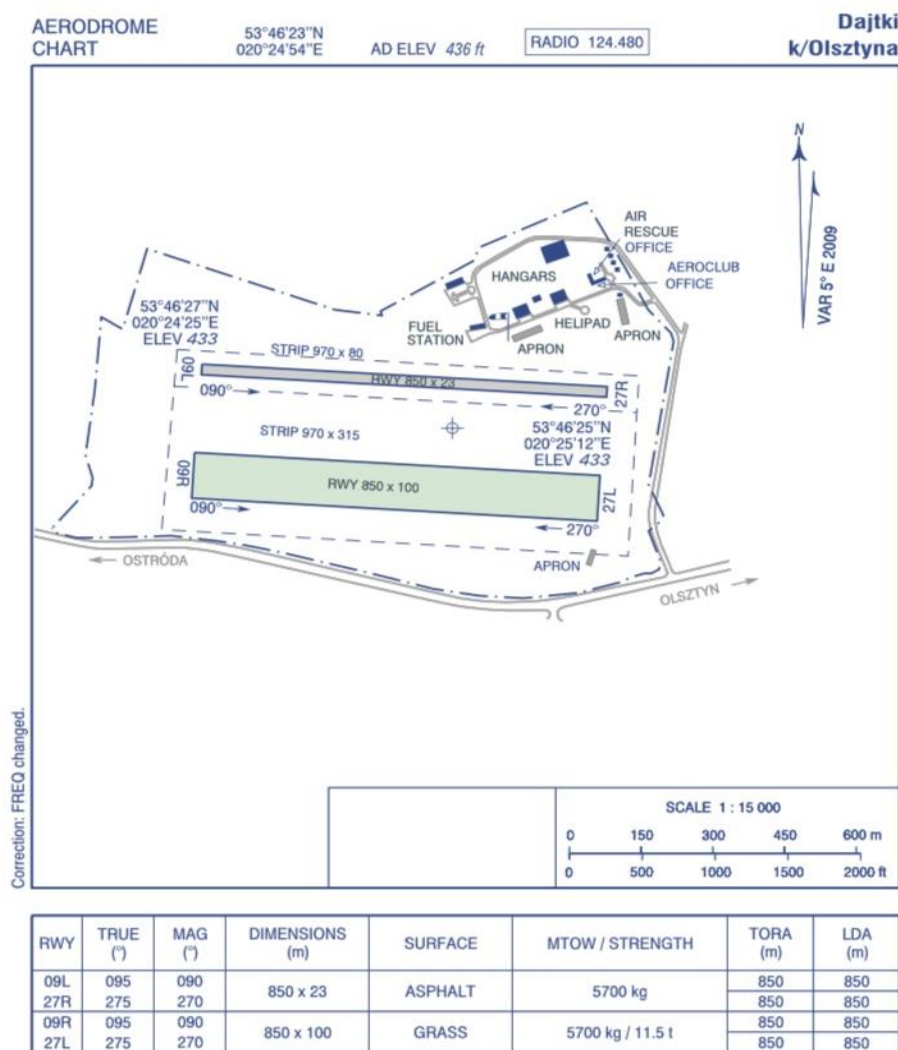 AERODROME
CHART
53°46'23"N
020°24'54"E
AD ELEV 436 ft
RADIO 124.480
Dajtki
k/Olsztyna
N
VAR 5° E 2009
AIR
RESCUE
OFFICE
HANGARS
AEROCLUB
OFFICE
53°46'27"N
020°24'25"E
ELEV 433
FUEL
STATION
HELIPAD
APRON
APRON
STRIP 970 x 80
09L
RWY 850 x 23
27R
090°
270°
53°46'25"N
020°25'12"E
ELEV 433
STRIP 970 x 315
09R
RWY 850 x 100
27L
090°
270°
OSTRÓDA
APRON
OLSZTYN
Correction: FREQ changed.
SCALE 1 : 15 000
0 150 300 450 600 m
0 500 1000 1500 2000 ft
RWY TRUE (°) MAG (°) DIMENSIONS (m) SURFACE MTOW / STRENGTH TORA (m) LDA (m)
09L 095 090 850 x 23 ASPHALT 5700 kg 850 850
27R 275 270 850 850
09R 095 090 850 x 100 GRASS 5700 kg / 11.5 t 850 850
27L 275 270 850 850